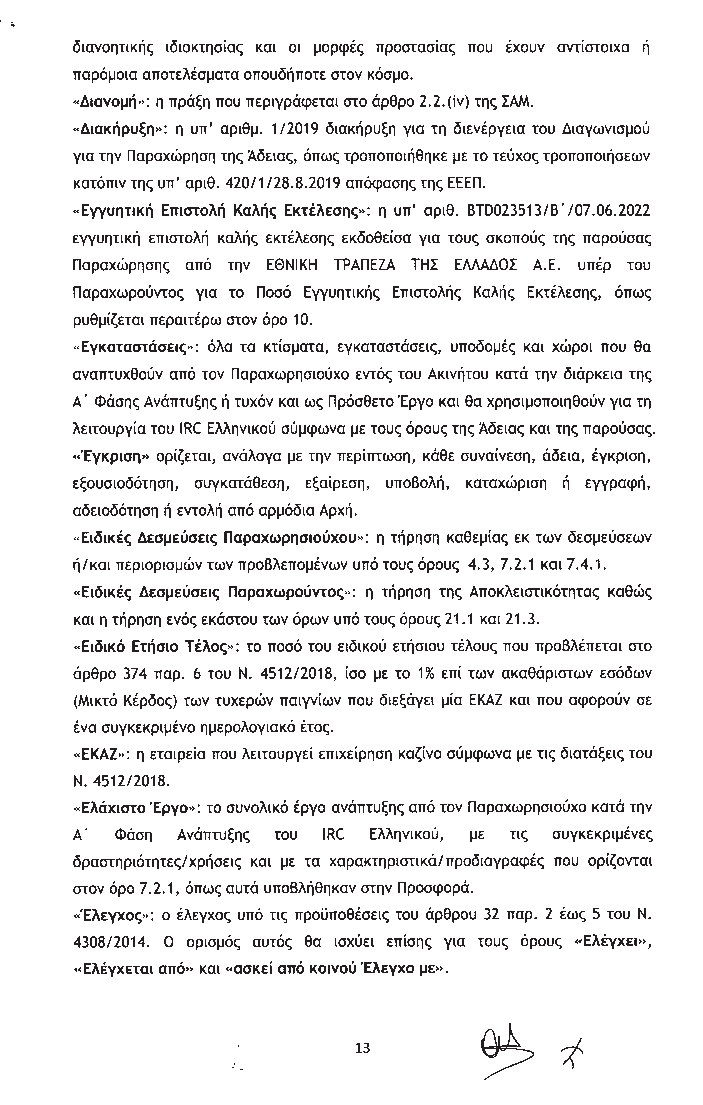 διανοητικής ιδιοκτησίας και οι μορφές προστασίας που έχουν αντίστοιχα ή
παρόμοια αποτελέσματα οπουδήποτε στον κόσμο.
«Διανομή»: η πράξη που περιγράφεται στο άρθρο 2.2.(iv) της ΣΑΜ.
«Διακήρυξη»: η υπ' αριθμ. 1/2019 διακήρυξη για τη διενέργεια του Διαγωνισμού
για την Παραχώρηση της Άδειας, όπως τροποποιήθηκε με το τεύχος τροποποιήσεων
κατόπιν της υπ' αριθ. 420/1/28.8.2019 απόφασης της ΕΕΕΠ.
«Εγγυητική Επιστολή Καλής Εκτέλεσης»: η υπ' αριθ. BTD023513/Β΄/07.06.2022
εγγυητική επιστολή καλής εκτέλεσης εκδοθείσα για τους σκοπούς της παρούσας
Παραχώρησης από την ΕΘΝΙΚΗ ΤΡΑΠΕΖΑ ΤΗΣ ΕΛΛΑΔΟΣ Α.Ε. υπέρ του
Παραχωρούντος για το Ποσό Εγγυητικής Επιστολής Καλής Εκτέλεσης, όπως
ρυθμίζεται περαιτέρω στον όρο 10.
«Εγκαταστάσεις»: όλα τα κτίσματα, εγκαταστάσεις, υποδομές και χώροι που θα
αναπτυχθούν από τον Παραχωρησιούχο εντός του Ακινήτου κατά την διάρκεια της
Α΄ Φάσης Ανάπτυξης ή τυχόν και ως Πρόσθετο Έργο και θα χρησιμοποιηθούν για τη
λειτουργία του IRC Ελληνικού σύμφωνα με τους όρους της Άδειας και της παρούσας.
«Έγκριση» ορίζεται, ανάλογα με την περίπτωση, κάθε συναίνεση, άδεια, έγκριση,
εξουσιοδότηση, συγκατάθεση, εξαίρεση, υποβολή, καταχώριση ή εγγραφή,
αδειοδότηση ή εντολή από αρμόδια Αρχή.
«Ειδικές Δεσμεύσεις Παραχωρησιούχου»: η τήρηση καθεμίας εκ των δεσμεύσεων
ή/και περιορισμών των προβλεπομένων υπό τους όρους 4.3, 7.2.1 και 7.4.1.
«Ειδικές Δεσμεύσεις Παραχωρούντος»: η τήρηση της Αποκλειστικότητας καθώς
και η τήρηση ενός εκάστου των όρων υπό τους όρους 21.1 και 21.3.
«Ειδικό Ετήσιο Τέλος»: το ποσό του ειδικού ετήσιου τέλους που προβλέπεται στο
άρθρο 374 παρ. 6 του Ν. 4512/2018, ίσο με το 1% επί των ακαθάριστων εσόδων
(Μικτό Κέρδος) των τυχερών παιγνίων που διεξάγει μία ΕΚΑΖ και που αφορούν σε
ένα συγκεκριμένο ημερολογιακό έτος.
«ΕΚΑΖ»: η εταιρεία που λειτουργεί επιχείρηση καζίνο σύμφωνα με τις διατάξεις του
Ν. 4512/2018.
«Ελάχιστο Έργο»: το συνολικό έργο ανάπτυξης από τον Παραχωρησιούχο κατά την
Α΄ Φάση Ανάπτυξης του IRC Ελληνικού, με τις συγκεκριμένες
δραστηριότητες/χρήσεις και με τα χαρακτηριστικά/προδιαγραφές που ορίζονται
στον όρο 7.2.1, όπως αυτά υποβλήθηκαν στην Προσφορά.
«Έλεγχος»: ο έλεγχος υπό τις προϋποθέσεις του άρθρου 32 παρ. 2 έως 5 του Ν.
4308/2014. Ο ορισμός αυτός θα ισχύει επίσης για τους όρους «Ελέγχει»,
«Ελέγχεται από» και «ασκεί από κοινού Έλεγχο με».
13